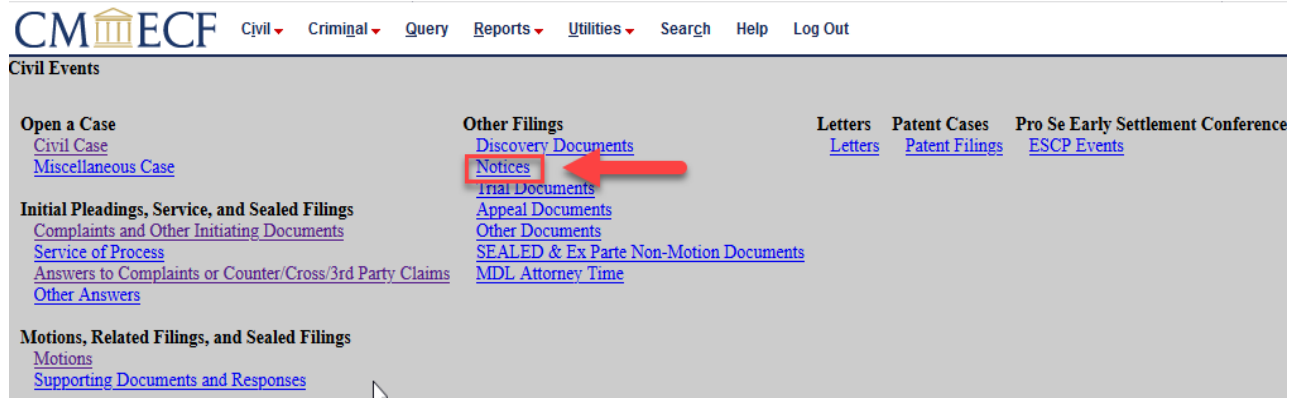 CM ECF Civil Criminal Query Reports Utilities Search Help Log Out
Civil Events
Open a Case
Civil Case
Miscellaneous Case
Initial Pleadings, Service, and Sealed Filings
Complaints and Other Initiating Documents
Service of Process
Answers to Complaints or Counter/Cross/3rd Party Claims
Other Answers
Motions, Related Filings, and Sealed Filings
Motions
Supporting Documents and Responses
Other Filings
Discovery Documents
Notices
Trial Documents
Appeal Documents
Other Documents
SEALED & Ex Parte Non-Motion Documents
MDL Attorney Time
Letters
Letters
Patent Cases
Patent Filings
Pro Se Early Settlement Conference
ESCP Events